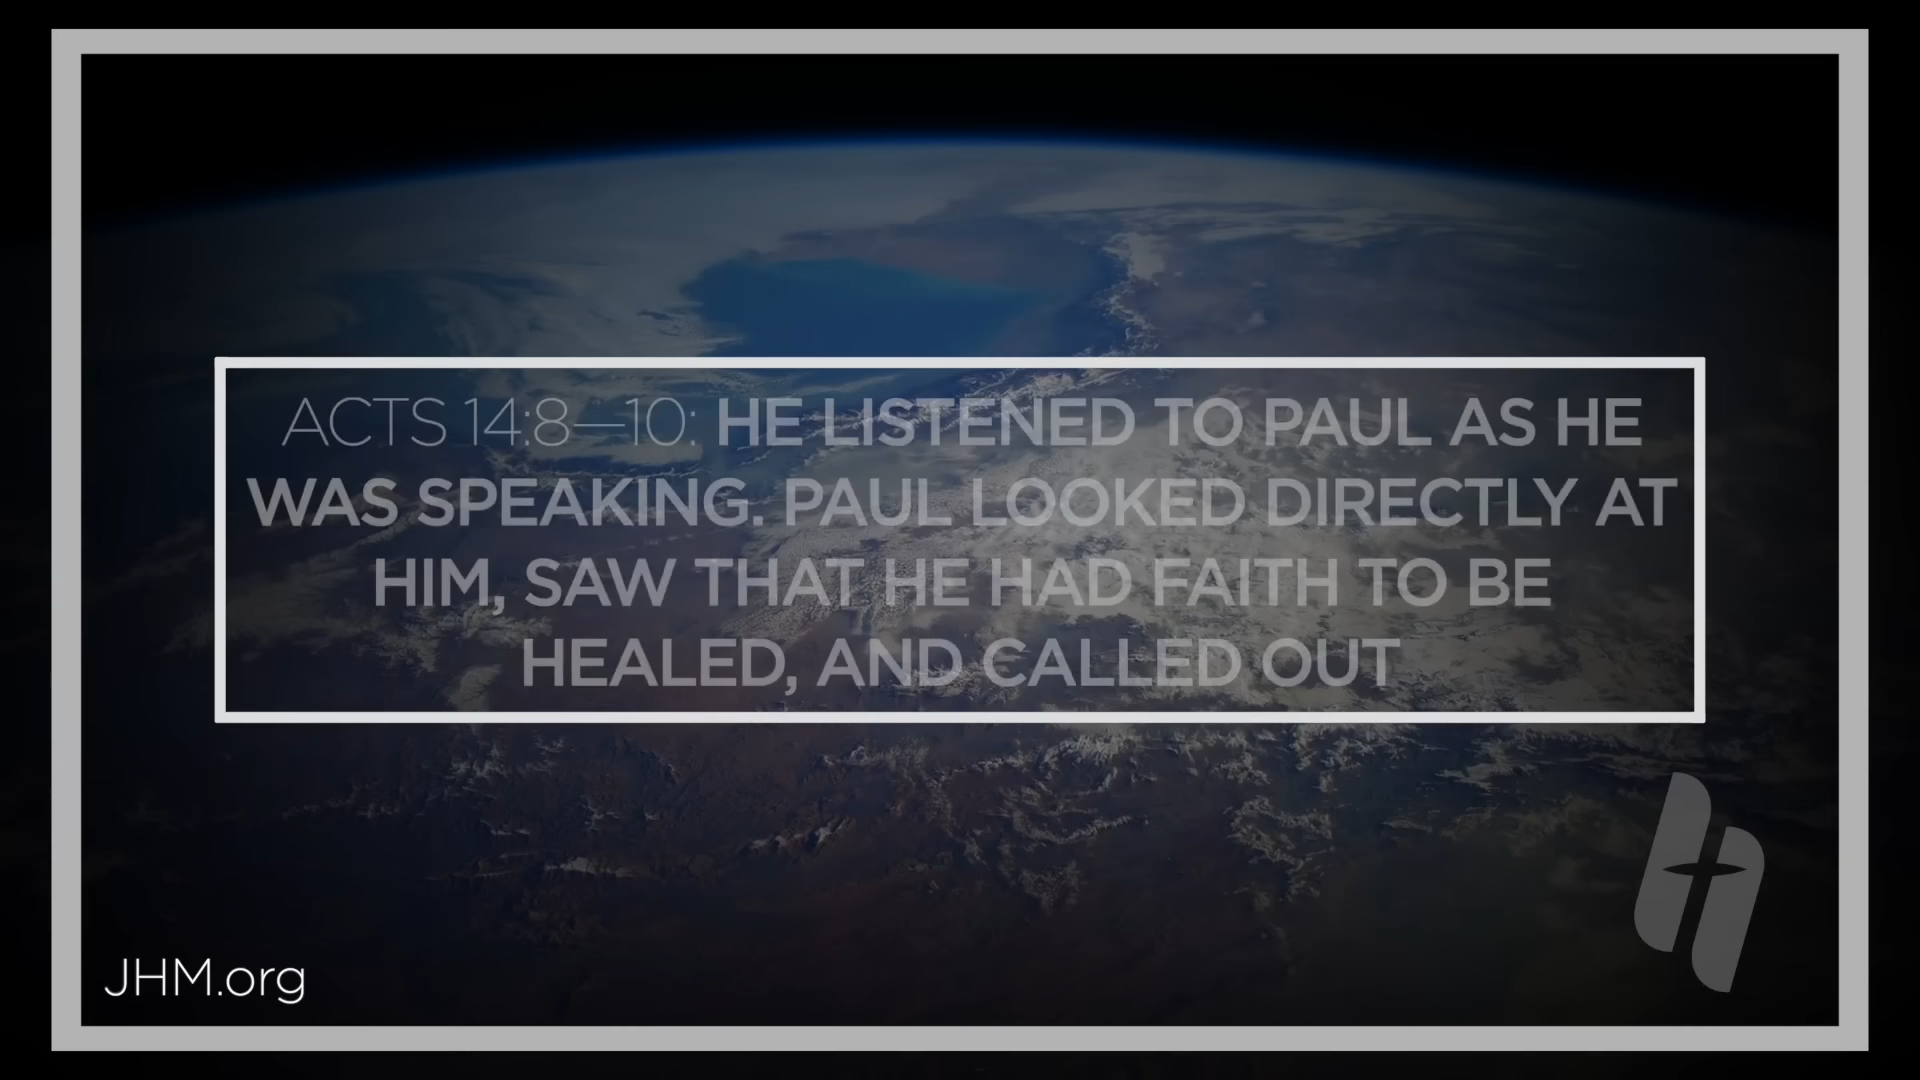 ACTS 14:8—10: HE LISTENED TO PAUL AS HE
WAS SPEAKING. PAUL LOOKED DIRECTLY AT
HIM, SAW THAT HE HAD FAITH TO BE
HEALED, AND CALLED OUT
JHM.org